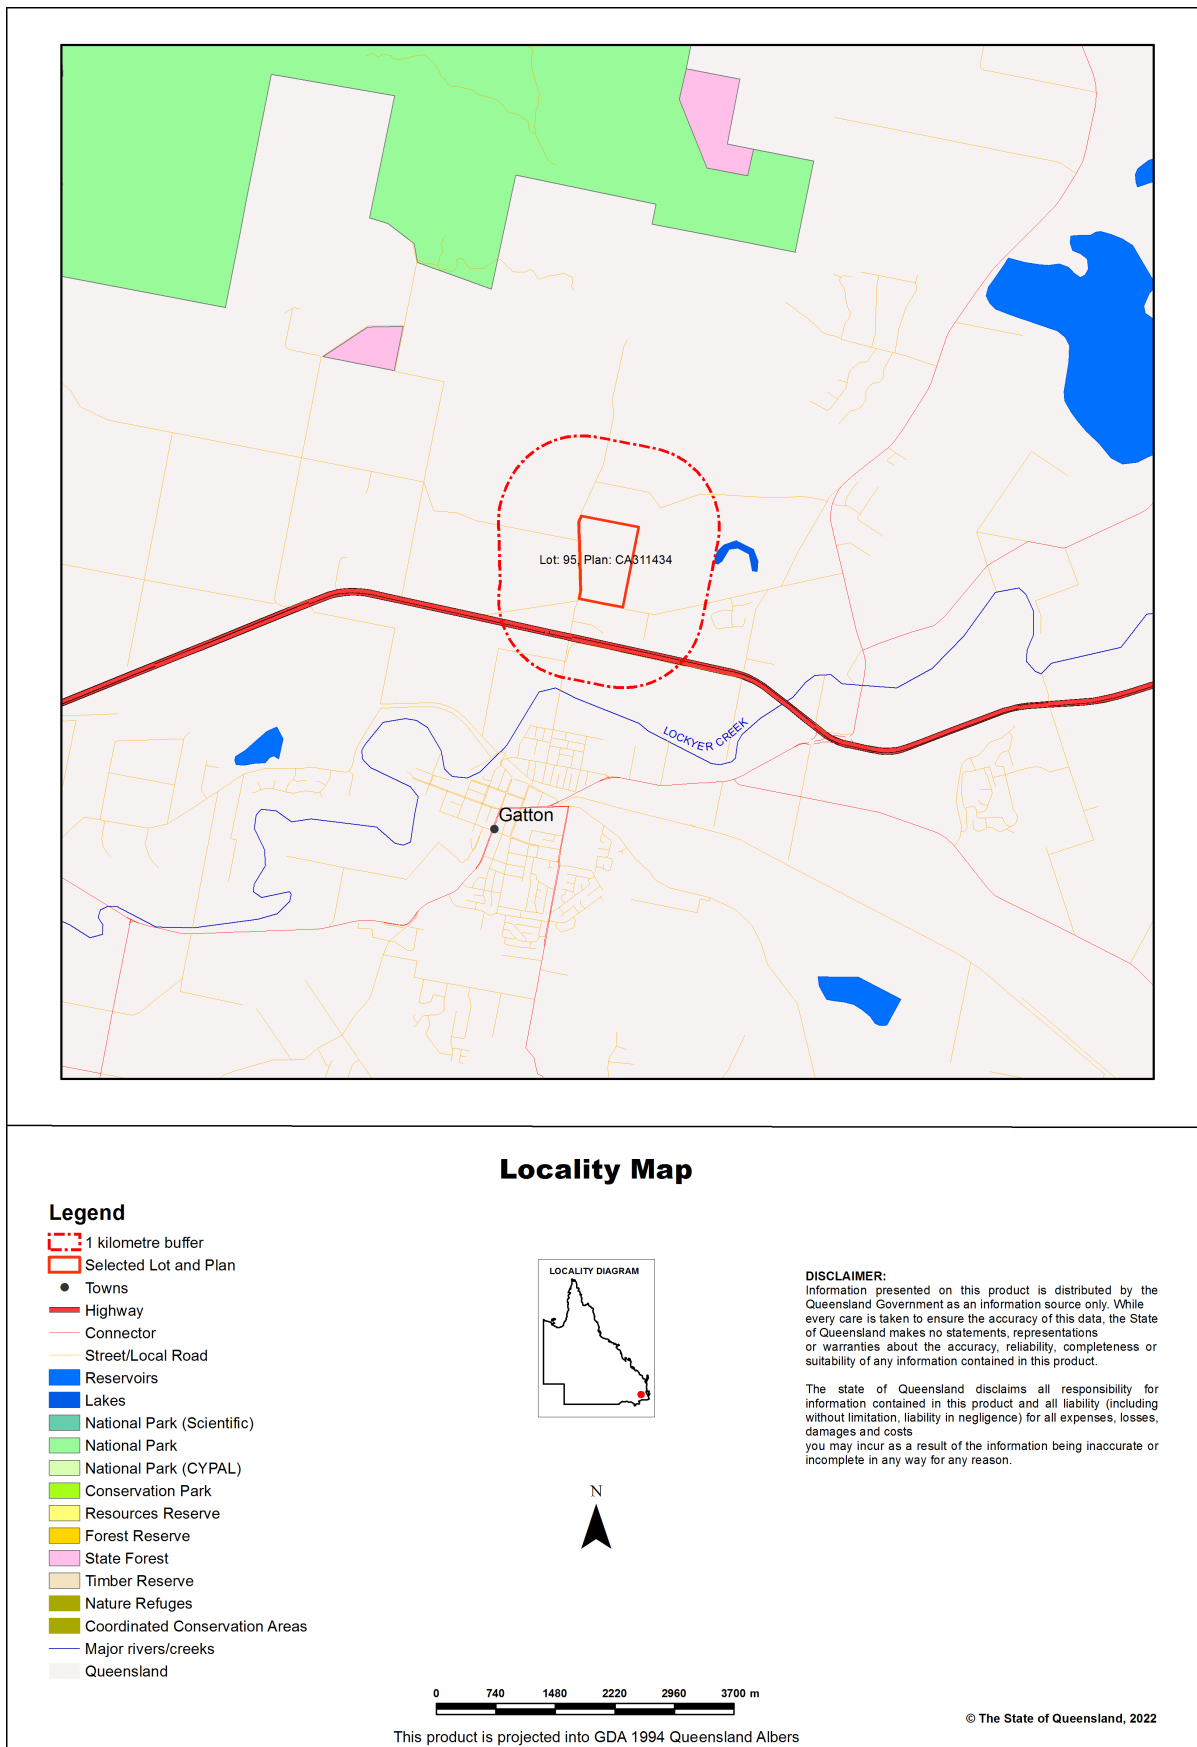 Lot: 95, Plan: CA311434
LOCKYER CREEK
Gatton
Locality Map
Legend
1 kilometre buffer
Selected Lot and Plan
Towns
Highway
Connector
Street/Local Road
Reservoirs
Lakes
National Park (Scientific)
National Park
National Park (CYPAL)
Conservation Park
Resources Reserve
Forest Reserve
State Forest
Timber Reserve
Nature Refuges
Coordinated Conservation Areas
Major rivers/creeks
Queensland
LOCALITY DIAGRAM
N
DISCLAIMER:
Information presented on this product is distributed by the
Queensland Government as an information source only. While
every care is taken to ensure the accuracy of this data, the State
of Queensland makes no statements, representations
or warranties about the accuracy, reliability, completeness or
suitability of any information contained in this product.
The state of Queensland disclaims all responsibility for
information contained in this product and all liability (including
without limitation, liability in negligence) for all expenses, losses,
damages and costs
you may incur as a result of the information being inaccurate or
incomplete in any way for any reason.
0 740 1480 2220 2960 3700 m
This product is projected into GDA 1994 Queensland Albers
© The State of Queensland, 2022